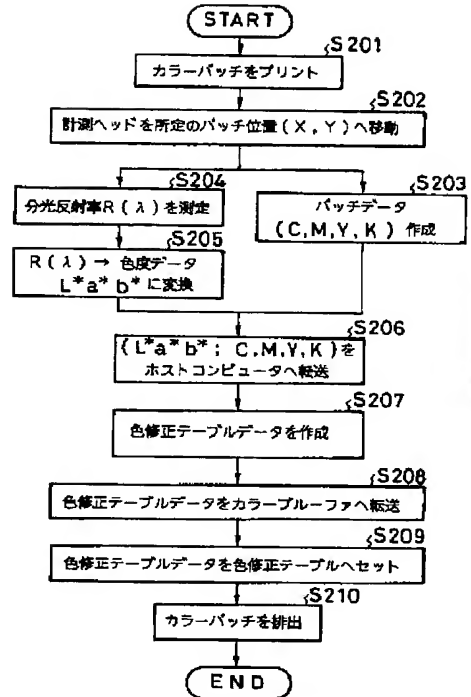 START
S201
カラーパッチをプリント
S202
計測ヘッドを所定のパッチ位置(X,Y)へ移動
S204
分光反射率R(λ)を測定
S205
R(λ)→色度データ
L*a*b*に変換
S203
パッチデータ
(C,M,Y,K)作成
S206
(L*a*b*;C,M,Y,K)を
ホストコンピュータへ転送
S207
色修正テーブルデータを作成
S208
色修正テーブルデータをカラープルーファへ転送
S209
色修正テーブルデータを色修正テーブルへセット
S210
カラーパッチを排出
END